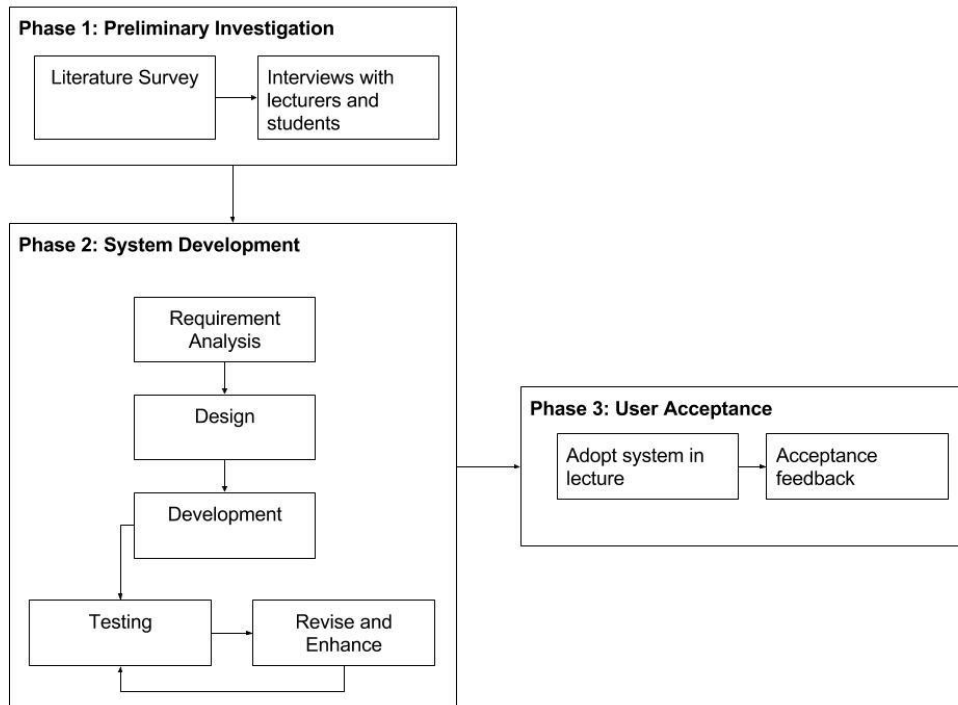 Phase 1: Preliminary Investigation
Literature Survey
Interviews with
lecturers and
students
Phase 2: System Development
Requirement
Analysis
Design
Development
Testing
Revise and
Enhance
Phase 3: User Acceptance
Adopt system in
lecture
Acceptance
feedback